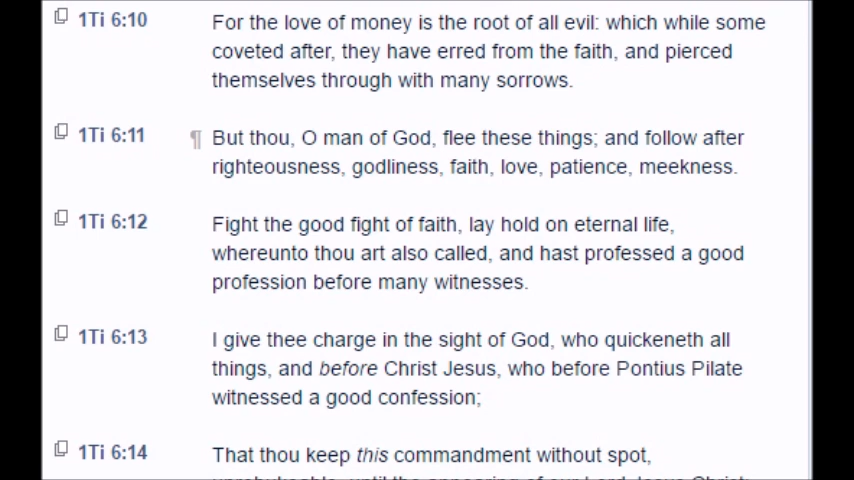 1Ti 6:10 For the love of money is the root of all evil: which while some
coveted after, they have erred from the faith, and pierced
themselves through with many sorrows.
1Ti 6:11 ¶ But thou, O man of God, flee these things; and follow after
righteousness, godliness, faith, love, patience, meekness.
1Ti 6:12 Fight the good fight of faith, lay hold on eternal life,
whereunto thou art also called, and hast professed a good
profession before many witnesses.
1Ti 6:13 I give thee charge in the sight of God, who quickeneth all
things, and before Christ Jesus, who before Pontius Pilate
witnessed a good confession;
1Ti 6:14 That thou keep this commandment without spot,